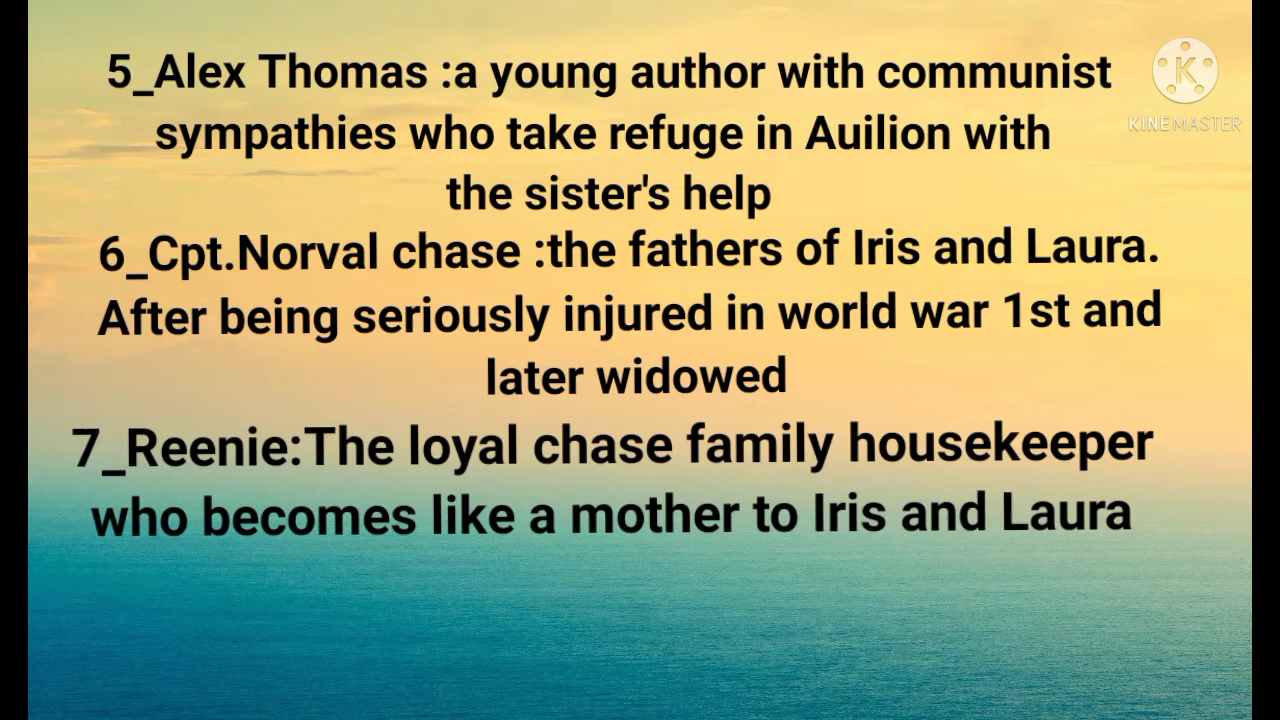 5_Alex Thomas :a young author with communist
sympathies who take refuge in Auilion with
the sister's help
6_Cpt.Norval chase :the fathers of Iris and Laura.
After being seriously injured in world war 1st and
later widowed
7_Reenie:The loyal chase family housekeeper
who becomes like a mother to Iris and Laura
K
KINEMASTER